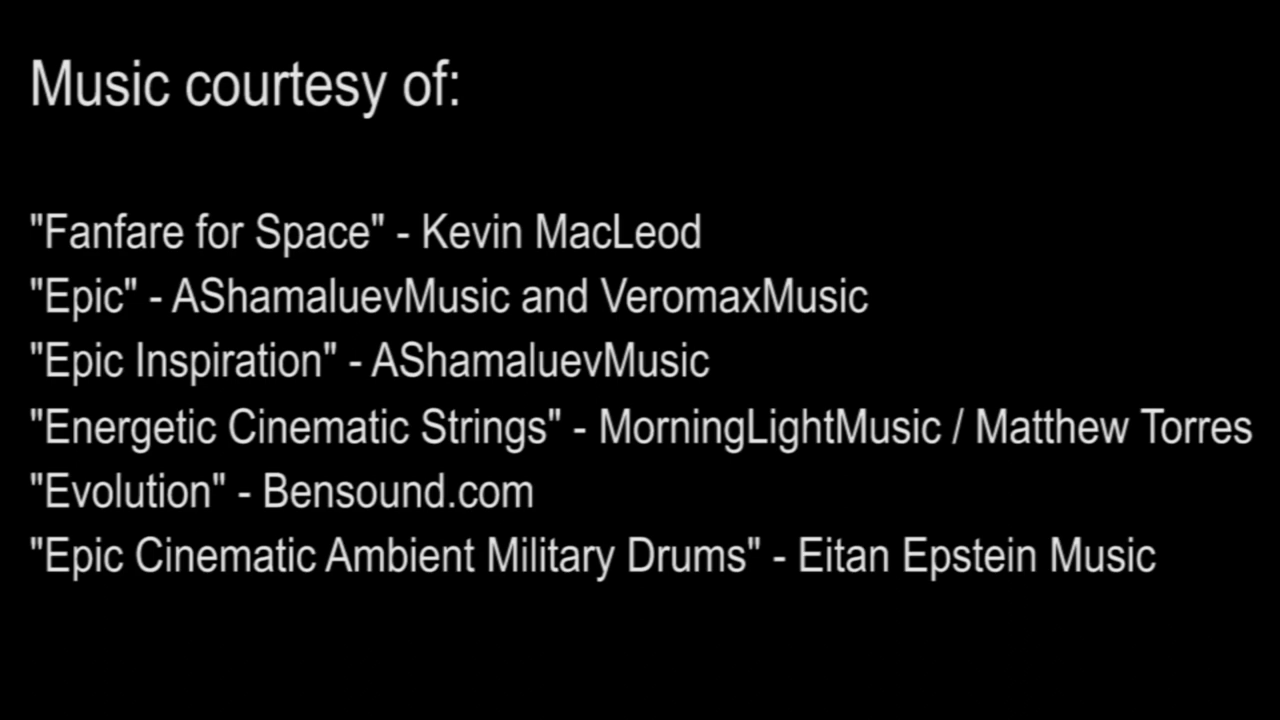 Music courtesy of:
"Fanfare for Space" - Kevin MacLeod
"Epic" - AShamaluevMusic and VeromaxMusic
"Epic Inspiration" - AShamaluevMusic
"Energetic Cinematic Strings" - MorningLightMusic / Matthew Torres
"Evolution" - Bensound.com
"Epic Cinematic Ambient Military Drums" - Eitan Epstein Music